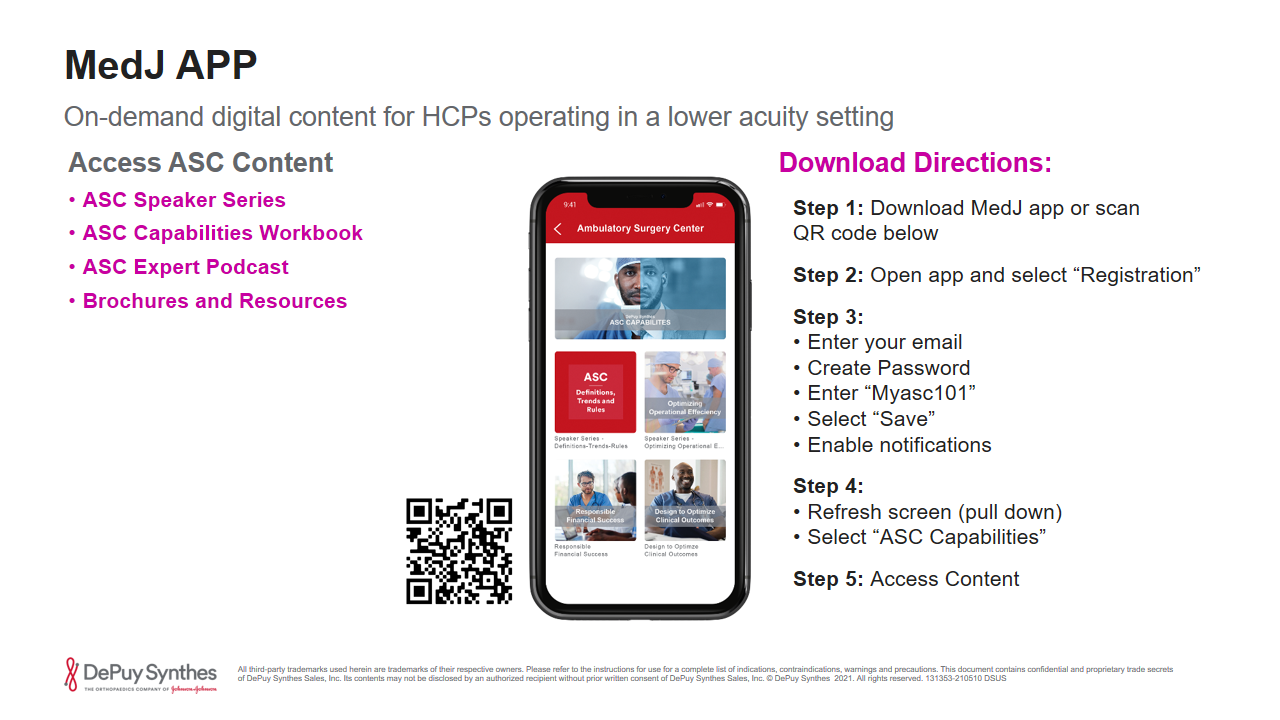 MedJ APP
On-demand digital content for HCPs operating in a lower acuity setting
Access ASC Content
• ASC Speaker Series
• ASC Capabilities Workbook
• ASC Expert Podcast
• Brochures and Resources
9:41
Ambulatory Surgery Center
DePuy Synthes
ASC CAPABILITES
ASC
Definitions,
Trends and
Rules
Optimizing
Operational Effeciency
Speaker Series -
Definitions-Trends-Rules
Speaker Series -
Optimizing Operational E...
Responsible
Financial Success
Design to Optimize
Clinical Outcomes
Responsible
Financial Success
Design to Optimize
Clinical Outcomes
Download Directions:
Step 1: Download MedJ app or scan
QR code below
Step 2: Open app and select “Registration”
Step 3:
• Enter your email
• Create Password
• Enter “Myasc101”
• Select “Save”
• Enable notifications
Step 4:
• Refresh screen (pull down)
• Select “ASC Capabilities”
Step 5: Access Content
DePuy Synthes
THE ORTHOPAEDICS COMPANY OF Johnson & Johnson
All third-party trademarks used herein are trademarks of their respective owners. Please refer to the instructions for use for a complete list of indications, contraindications, warnings and precautions. This document contains confidential and proprietary trade secrets
of DePuy Synthes Sales, Inc. Its contents may not be disclosed by an authorized recipient without prior written consent of DePuy Synthes Sales, Inc. © DePuy Synthes 2021. All rights reserved. 131353-210510 DSUS